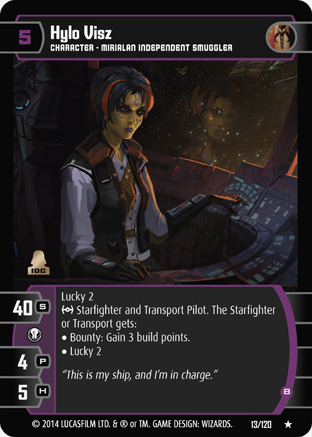 5
Hylo Visz
CHARACTER - MIRIALAN INDEPENDENT SMUGGLER
IDC
40 S
4 P
5 H
Lucky 2
Starfighter and Transport Pilot. The Starfighter
or Transport gets:
• Bounty: Gain 3 build points.
• Lucky 2
"This is my ship, and I'm in charge."
B
© 2014 LUCASFILM LTD. & ® or TM. GAME DESIGN: WIZARDS.
13/120 ★